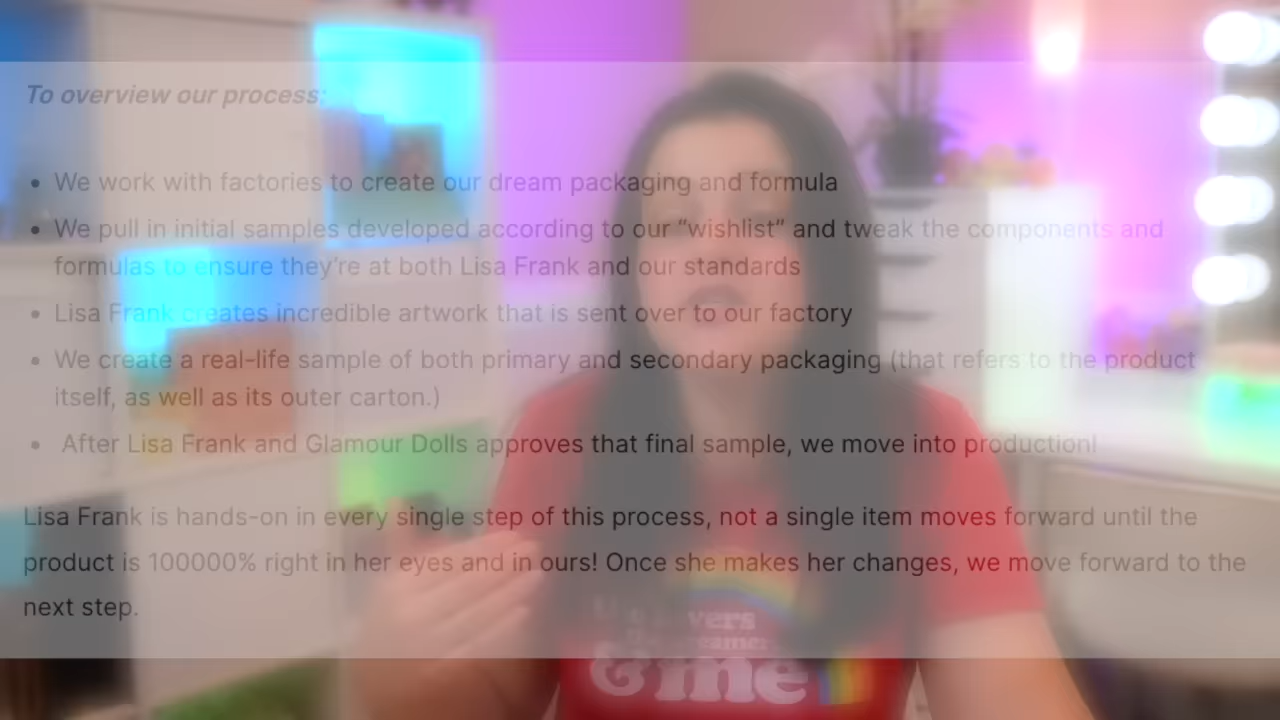 To overview our process:
• We work with factories to create our dream packaging and formula
• We pull in initial samples developed according to our “wishlist” and tweak the components and
formulas to ensure they’re at both Lisa Frank and our standards
• Lisa Frank creates incredible artwork that is sent over to our factory
• We create a real-life sample of both primary and secondary packaging (that refers to the product
itself, as well as its outer carton.)
• After Lisa Frank and Glamour Dolls approves that final sample, we move into production!
Lisa Frank is hands-on in every single step of this process, not a single item moves forward until the
product is 100000% right in her eyes and in ours! Once she makes her changes, we move forward to the
next step.
&me